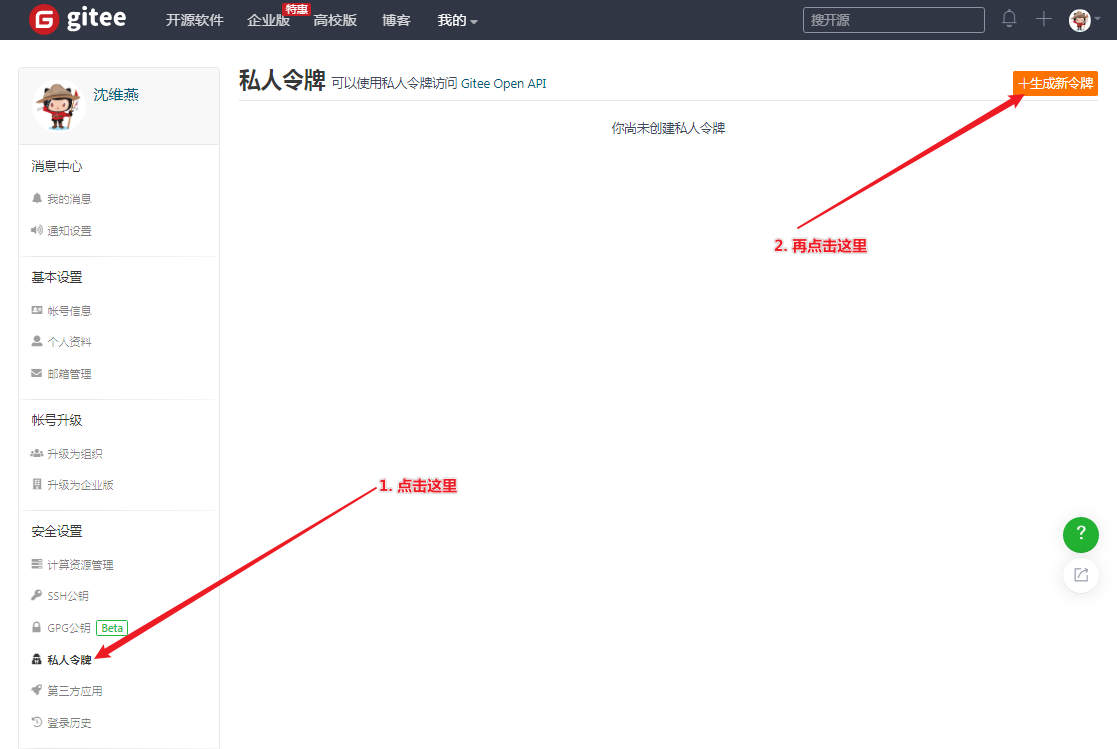 gitee
开源软件 企业版 特惠 高校版 博客 我的
搜开源
沈维燕
消息中心
我的消息
通知设置
基本设置
帐号信息
个人资料
邮箱管理
帐号升级
升级为组织
升级为企业版
安全设置
计算资源管理
SSH公钥
GPG公钥 Beta
私人令牌
第三方应用
登录历史
私人令牌 可以使用私人令牌访问 Gitee Open API
+生成新令牌
你尚未创建私人令牌
2. 再点击这里
1. 点击这里
?